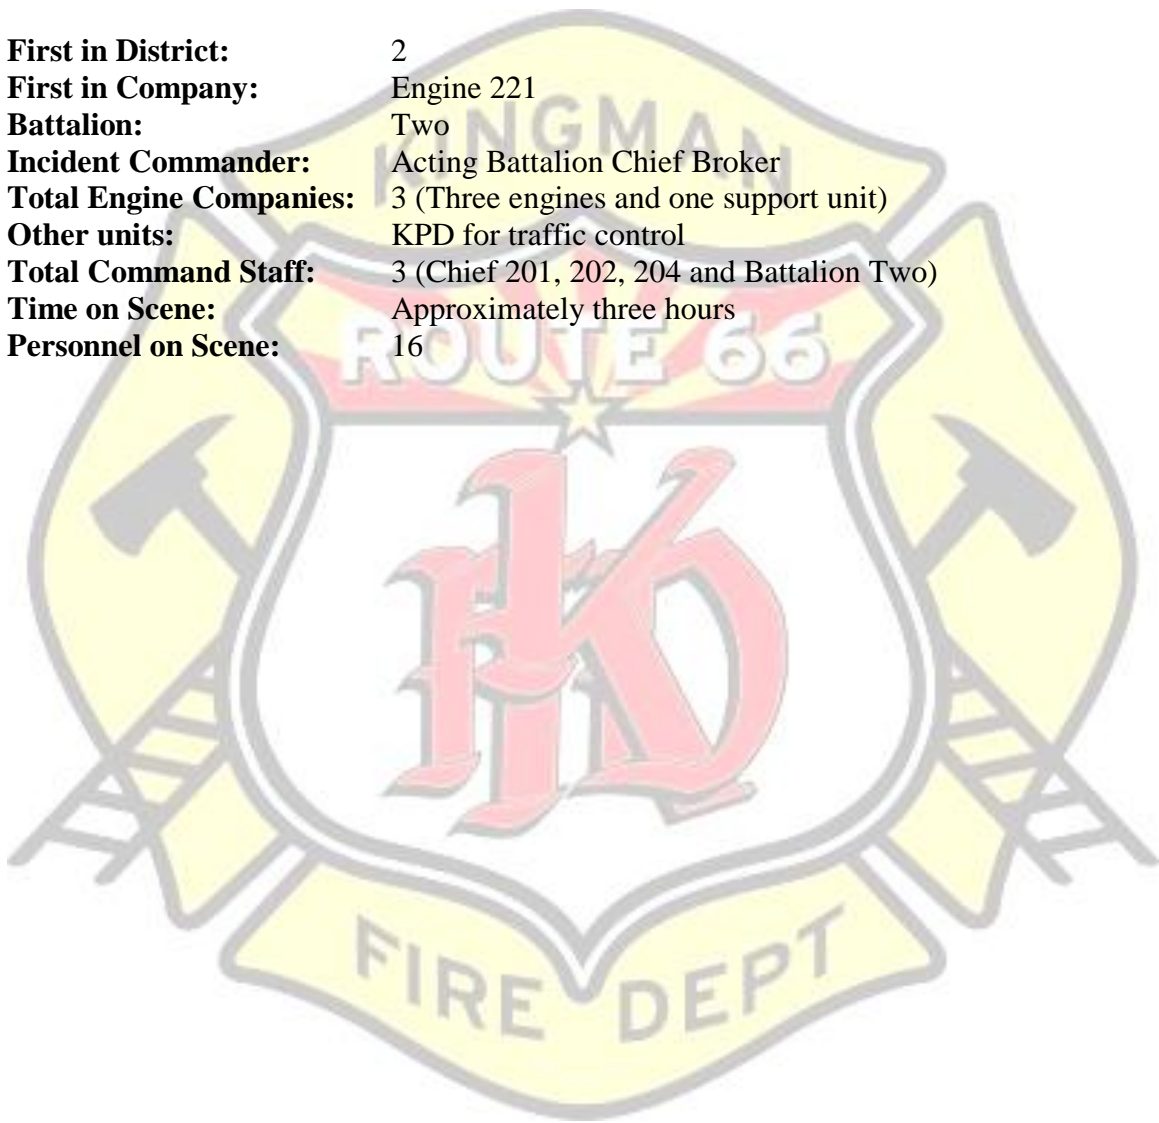 First in District: 2
First in Company: Engine 221
Battalion: Two
Incident Commander: Acting Battalion Chief Broker
Total Engine Companies: 3 (Three engines and one support unit)
Other units: KPD for traffic control
Total Command Staff: 3 (Chief 201, 202, 204 and Battalion Two)
Time on Scene: Approximately three hours
Personnel on Scene: 16
KINGMAN
ROUTE 66
KFD
FIRE DEPT